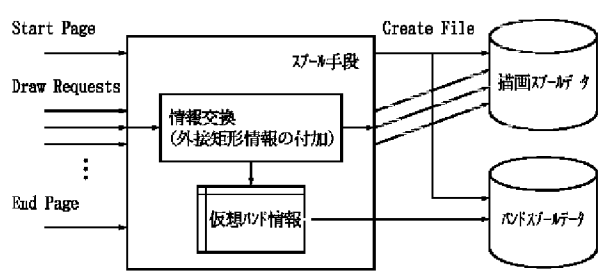 Start Page
Create File
スプール手段
Draw Requests
描画スプールデータ
情報交換
(外接矩形情報の付加)
End Page
仮想バンド情報
バンドスプールデータ